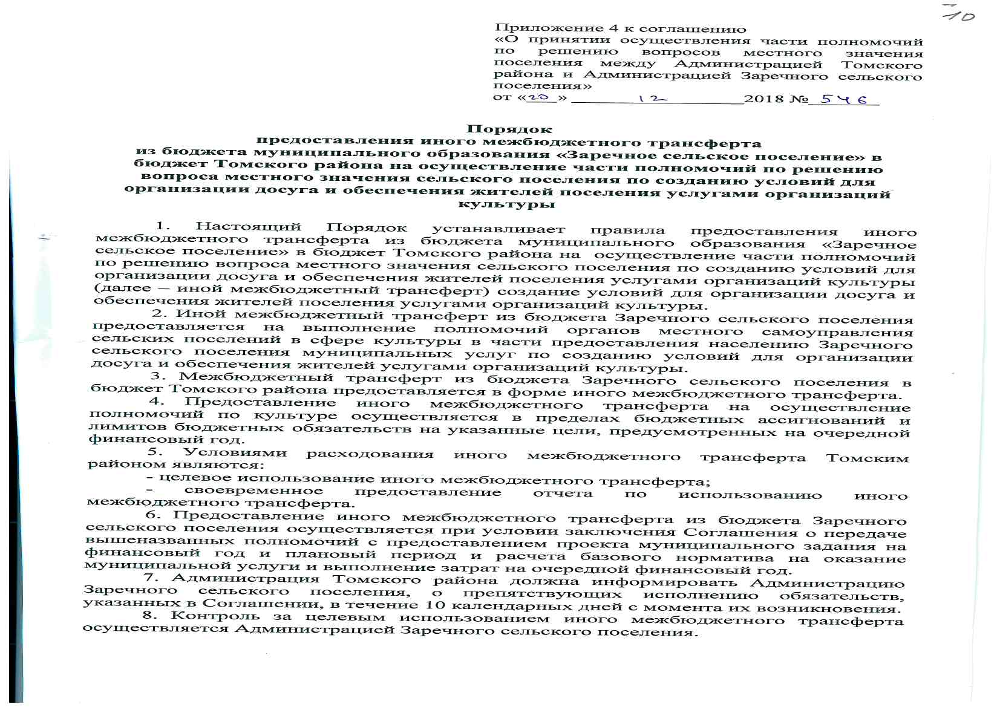 10
Приложение 4 к соглашению
«О принятии осуществления части полномочий
по решению вопросов местного значения
поселения между Администрацией Томского
района и Администрацией Заречного сельского
поселения»
от «20» 12 2018 № 546
Порядок
предоставления иного межбюджетного трансферта
из бюджета муниципального образования «Заречное сельское поселение» в
бюджет Томского района на осуществление части полномочий по решению
вопроса местного значения сельского поселения по созданию условий для
организации досуга и обеспечения жителей поселения услугами организаций
культуры
1. Настоящий Порядок устанавливает правила предоставления иного
межбюджетного трансферта из бюджета муниципального образования «Заречное
сельское поселение» в бюджет Томского района на осуществление части полномочий
по решению вопроса местного значения сельского поселения по созданию условий для
организации досуга и обеспечения жителей поселения услугами организаций культуры
(далее – иной межбюджетный трансферт) создание условий для организации досуга и
обеспечения жителей поселения услугами организаций культуры.
2. Иной межбюджетный трансферт из бюджета Заречного сельского поселения
предоставляется на выполнение полномочий органов местного самоуправления
сельских поселений в сфере культуры в части предоставления населению Заречного
сельского поселения муниципальных услуг по созданию условий для организации
досуга и обеспечения жителей услугами организаций культуры.
3. Межбюджетный трансферт из бюджета Заречного сельского поселения в
бюджет Томского района предоставляется в форме иного межбюджетного трансферта.
4. Предоставление иного межбюджетного трансферта на осуществление
полномочий по культуре осуществляется в пределах бюджетных ассигнований и
лимитов бюджетных обязательств на указанные цели, предусмотренных на очередной
финансовый год.
5. Условиями расходования иного межбюджетного трансферта Томским
районом являются:
- целевое использование иного межбюджетного трансферта;
- своевременное предоставление отчета по использованию иного
межбюджетного трансферта.
6. Предоставление иного межбюджетного трансферта из бюджета Заречного
сельского поселения осуществляется при условии заключения Соглашения о передаче
вышеназванных полномочий с предоставлением проекта муниципального задания на
финансовый год и плановый период и расчета базового норматива на оказание
муниципальной услуги и выполнение затрат на очередной финансовый год.
7. Администрация Томского района должна информировать Администрацию
Заречного сельского поселения, о препятствующих исполнению обязательств,
указанных в Соглашении, в течение 10 календарных дней с момента их возникновения.
8. Контроль за целевым использованием иного межбюджетного трансферта
осуществляется Администрацией Заречного сельского поселения.